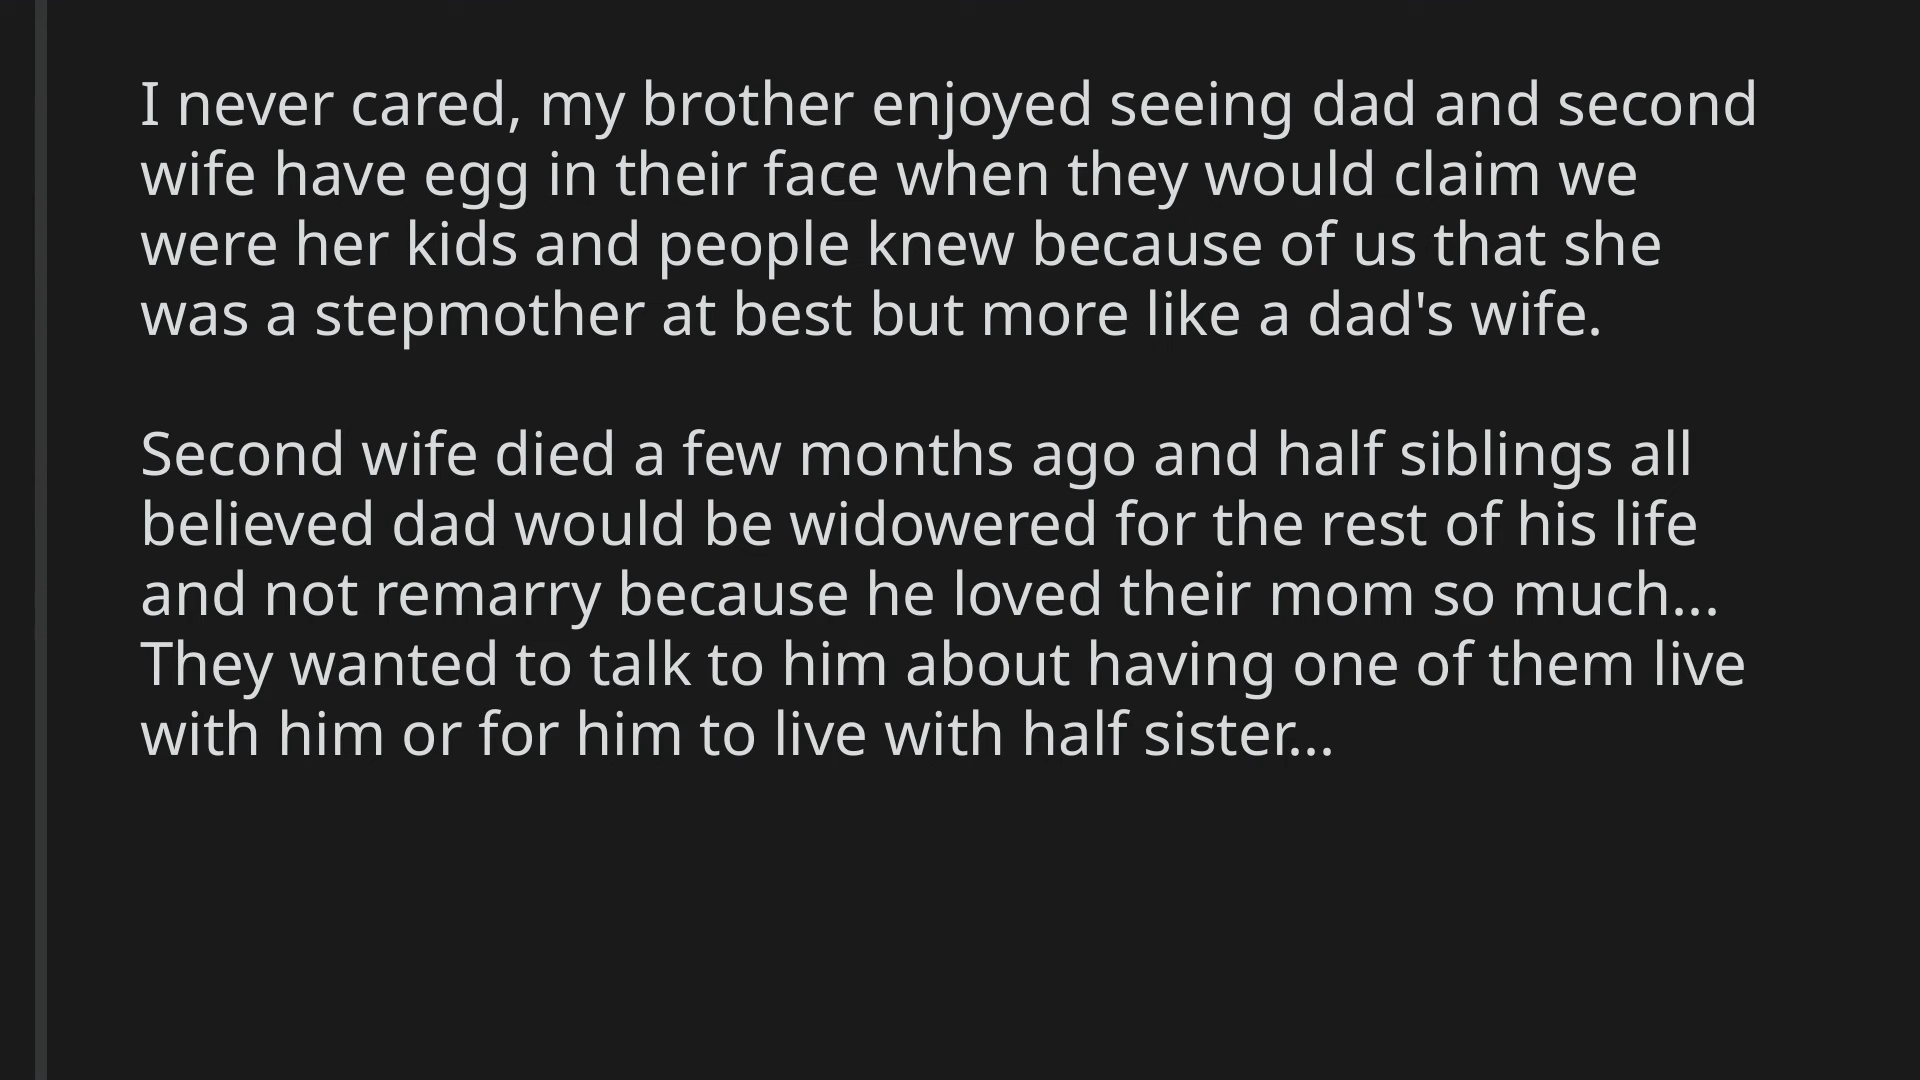 I never cared, my brother enjoyed seeing dad and second
wife have egg in their face when they would claim we
were her kids and people knew because of us that she
was a stepmother at best but more like a dad's wife.
Second wife died a few months ago and half siblings all
believed dad would be widowered for the rest of his life
and not remarry because he loved their mom so much...
They wanted to talk to him about having one of them live
with him or for him to live with half sister...